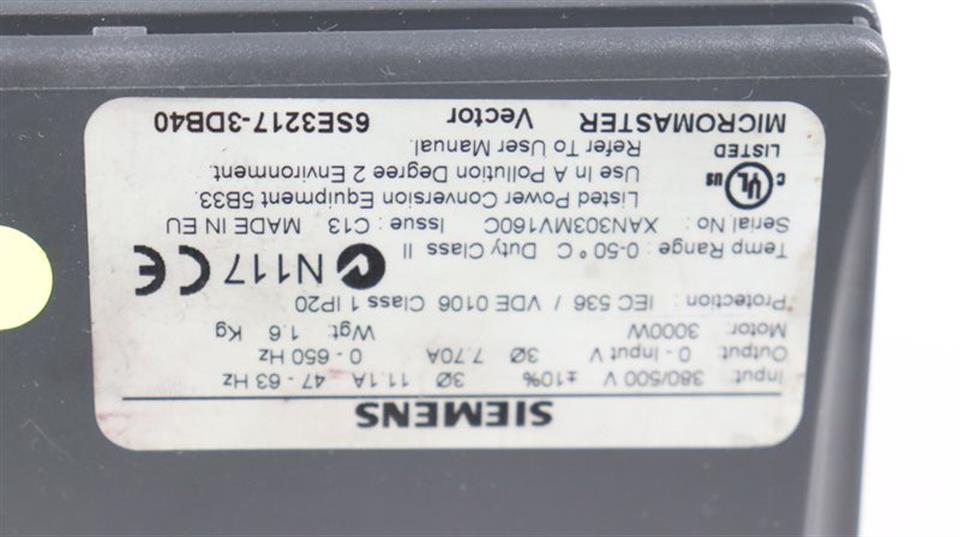 SIEMENS
Input: 380/500 V ±10% 3Ø 11.1A 47 - 63 Hz
Output: 0 - Input V 3Ø 7.70A 0 - 650 Hz
Motor: 3000W Wgt: 1.6 Kg
Protection : IEC 536 / VDE 0106 Class 1 IP20
Temp Range : 0-50°C Duty Class II N117 CE
Serial No: XAN303MV160C Issue : C13 MADE IN EU
C UL US LISTED
Listed Power Conversion Equipment 5B33.
Use In A Pollution Degree 2 Environment.
Refer To User Manual.
MICROMASTER Vector 6SE3217-3DB40